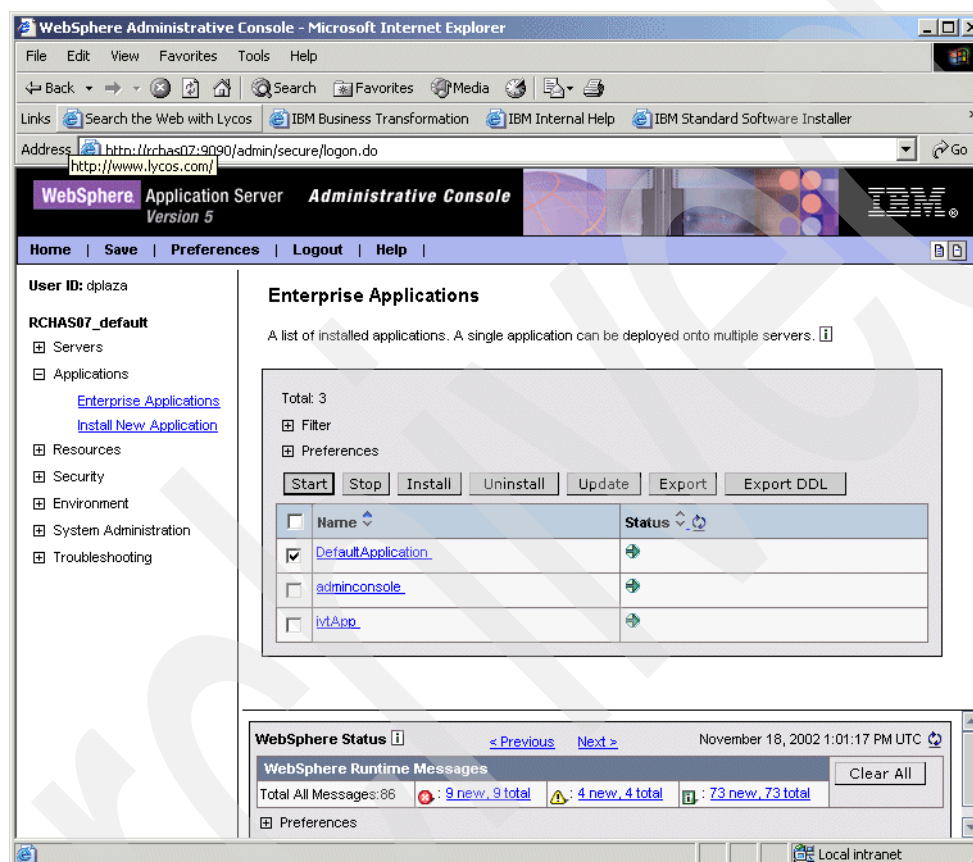 WebSphere Administrative Console - Microsoft Internet Explorer
File Edit View Favorites Tools Help
Back Search Favorites Media
Links Search the Web with Lycos IBM Business Transformation IBM Internal Help IBM Standard Software Installer
Address http://rchas07:9090/admin/secure/logon.do Go
http://www.lycos.com/
WebSphere. Application Server Administrative Console
Version 5
IBM®
Home | Save | Preferences | Logout | Help |
User ID: dplaza
RCHAS07_default
Servers
Applications
Enterprise Applications
Install New Application
Resources
Security
Environment
System Administration
Troubleshooting
Enterprise Applications
A list of installed applications. A single application can be deployed onto multiple servers. i
Total: 3
Filter
Preferences
Start Stop Install Uninstall Update Export Export DDL
Name Status
DefaultApplication
adminconsole
ivtApp
WebSphere Status i < Previous Next > November 18, 2002 1:01:17 PM UTC
WebSphere Runtime Messages
Clear All
Total All Messages:86 : 9 new, 9 total : 4 new, 4 total : 73 new, 73 total
Preferences
Local intranet